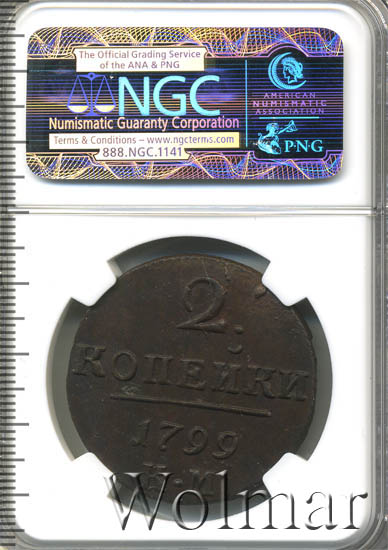 The Official Grading Service
of the ANA & PNG
NGC
Numismatic Guaranty Corporation
Terms & Conditions – www.ngcterms.com
888.NGC.1141
AMERICAN
NUMISMATIC
ASSOCIATION
PNG
2.
КОПЕЙКИ
1799
К.М
Wolmar